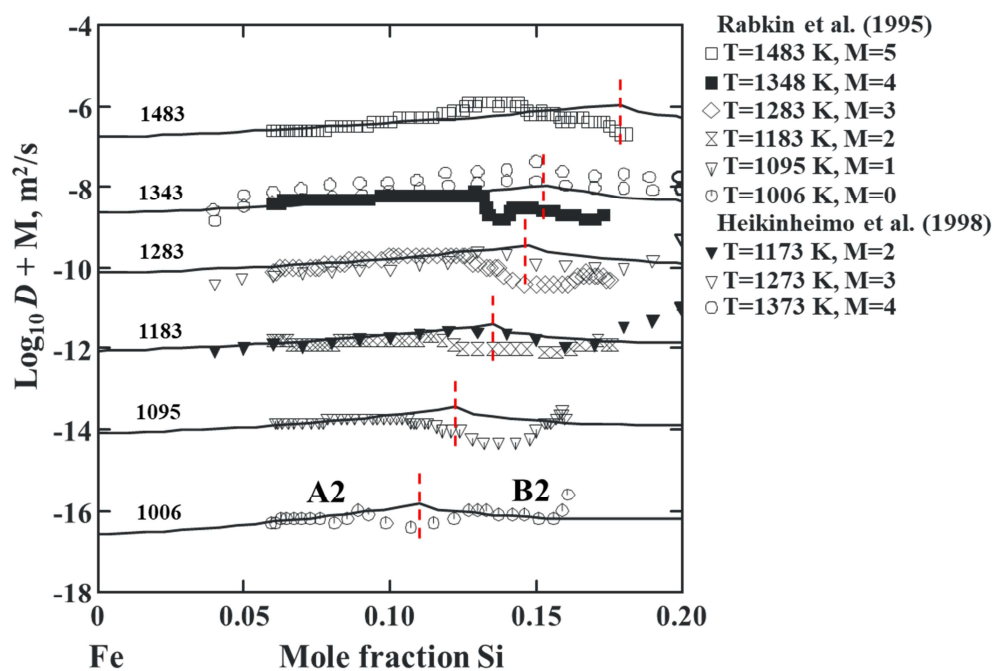 Log10 D + M, m²/s
-4
-6
-8
-10
-12
-14
-16
-18
1483
1343
1283
1183
1095
1006
A2
B2
0
0.05
0.10
0.15
0.20
Fe
Mole fraction Si
Rabkin et al. (1995)
T=1483 K, M=5
T=1348 K, M=4
T=1283 K, M=3
T=1183 K, M=2
T=1095 K, M=1
T=1006 K, M=0
Heikinheimo et al. (1998)
T=1173 K, M=2
T=1273 K, M=3
T=1373 K, M=4